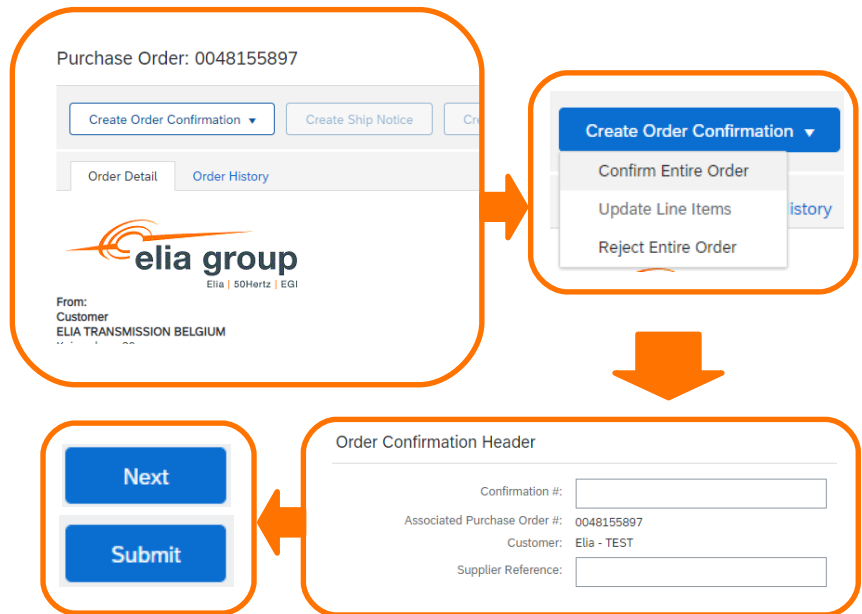 Purchase Order: 0048155897
Create Order Confirmation
Create Ship Notice
Order Detail
Order History
elia group
Elia | 50Hertz | EGI
From:
Customer
ELIA TRANSMISSION BELGIUM
Create Order Confirmation
Confirm Entire Order
Update Line Items
istory
Reject Entire Order
Order Confirmation Header
Confirmation #:
Associated Purchase Order #: 0048155897
Customer: Elia - TEST
Supplier Reference:
Next
Submit